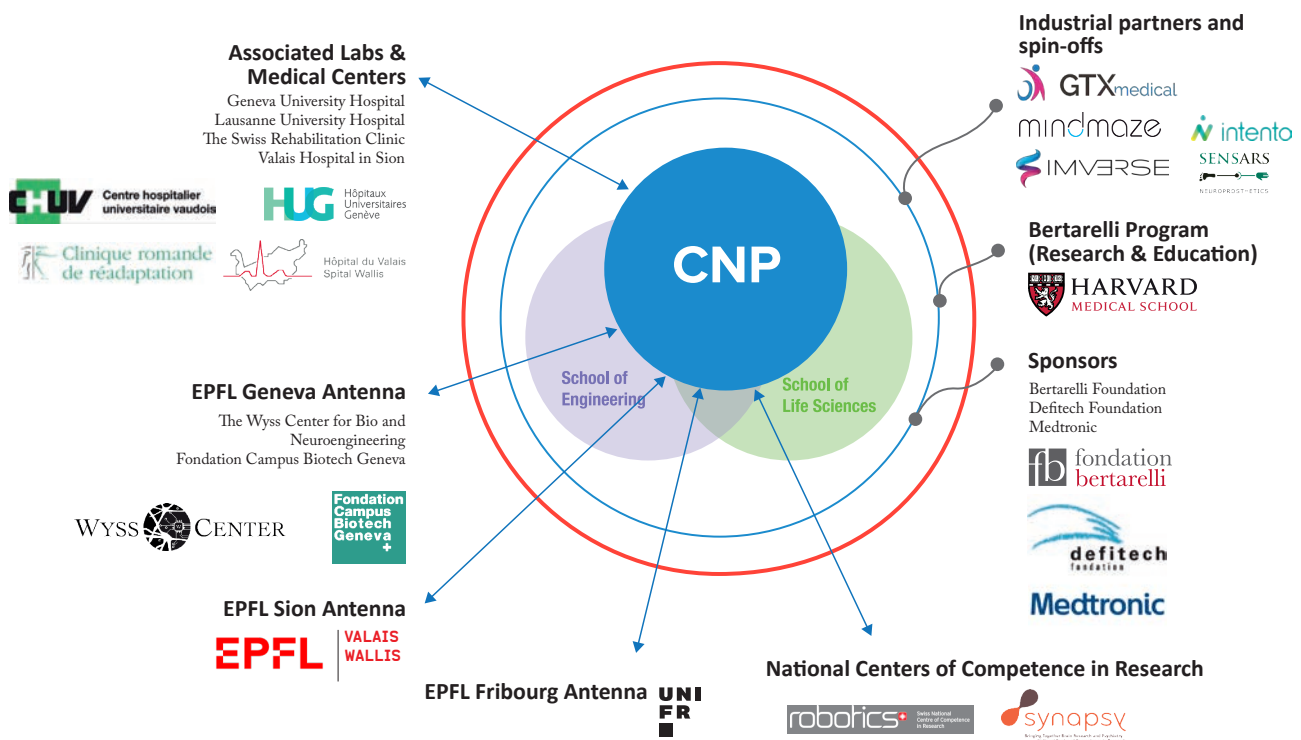 Associated Labs &
Medical Centers
Geneva University Hospital
Lausanne University Hospital
The Swiss Rehabilitation Clinic
Valais Hospital in Sion
CHUV
Centre hospitalier
universitaire vaudois
HUG
Hôpitaux
Universitaires
Genève
Clinique romande
de réadaptation
Hôpital du Valais
Spital Wallis
EPFL Geneva Antenna
The Wyss Center for Bio and
Neuroengineering
Fondation Campus Biotech Geneva
WYSS CENTER
Fondation
Campus
Biotech
Geneva
+
EPFL Sion Antenna
EPFL
VALAIS
WALLIS
EPFL Fribourg Antenna
UNI
FR
CNP
School of
Engineering
School of
Life Sciences
Industrial partners and
spin-offs
GTXmedical
mindmaze
intento
IMVERSE
SENSARS
NEUROPROSTHETICS
Bertarelli Program
(Research & Education)
HARVARD
MEDICAL SCHOOL
Sponsors
Bertarelli Foundation
Defitech Foundation
Medtronic
fb
fondation
bertarelli
defitech
fondation
Medtronic
National Centers of Competence in Research
robotics+
Swiss National
Centre of Competence
in Research
synapsy
Bringing Together Brain Research and Psychiatry